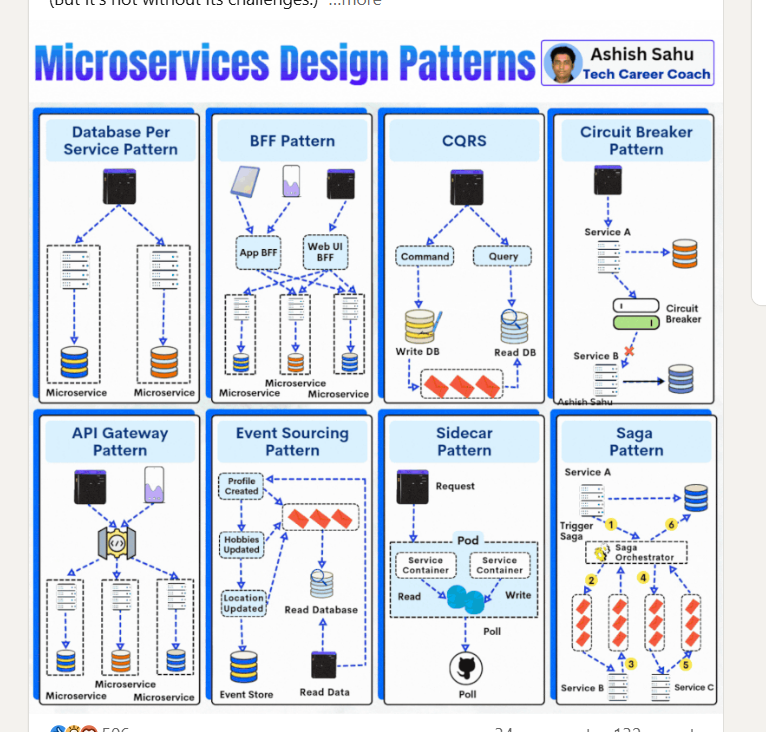 (But it's not without its challenges.) ...more
Microservices Design Patterns
Ashish Sahu
Tech Career Coach
Database Per
Service Pattern
Microservice
Microservice
BFF Pattern
App BFF
Web UI
BFF
Microservice
Microservice
Microservice
CQRS
Command
Query
Write DB
Read DB
Circuit Breaker
Pattern
Service A
Circuit
Breaker
Service B
Ashish Sahu
API Gateway
Pattern
Microservice
Microservice
Microservice
Event Sourcing
Pattern
Profile
Created
Hobbies
Updated
Location
Updated
Read Database
Event Store
Read Data
Sidecar
Pattern
Request
Pod
Service
Container
Service
Container
Read
Write
Poll
Poll
Saga
Pattern
Service A
Trigger
Saga
1
6
Saga
Orchestrator
2
4
3
5
Service B
Service C